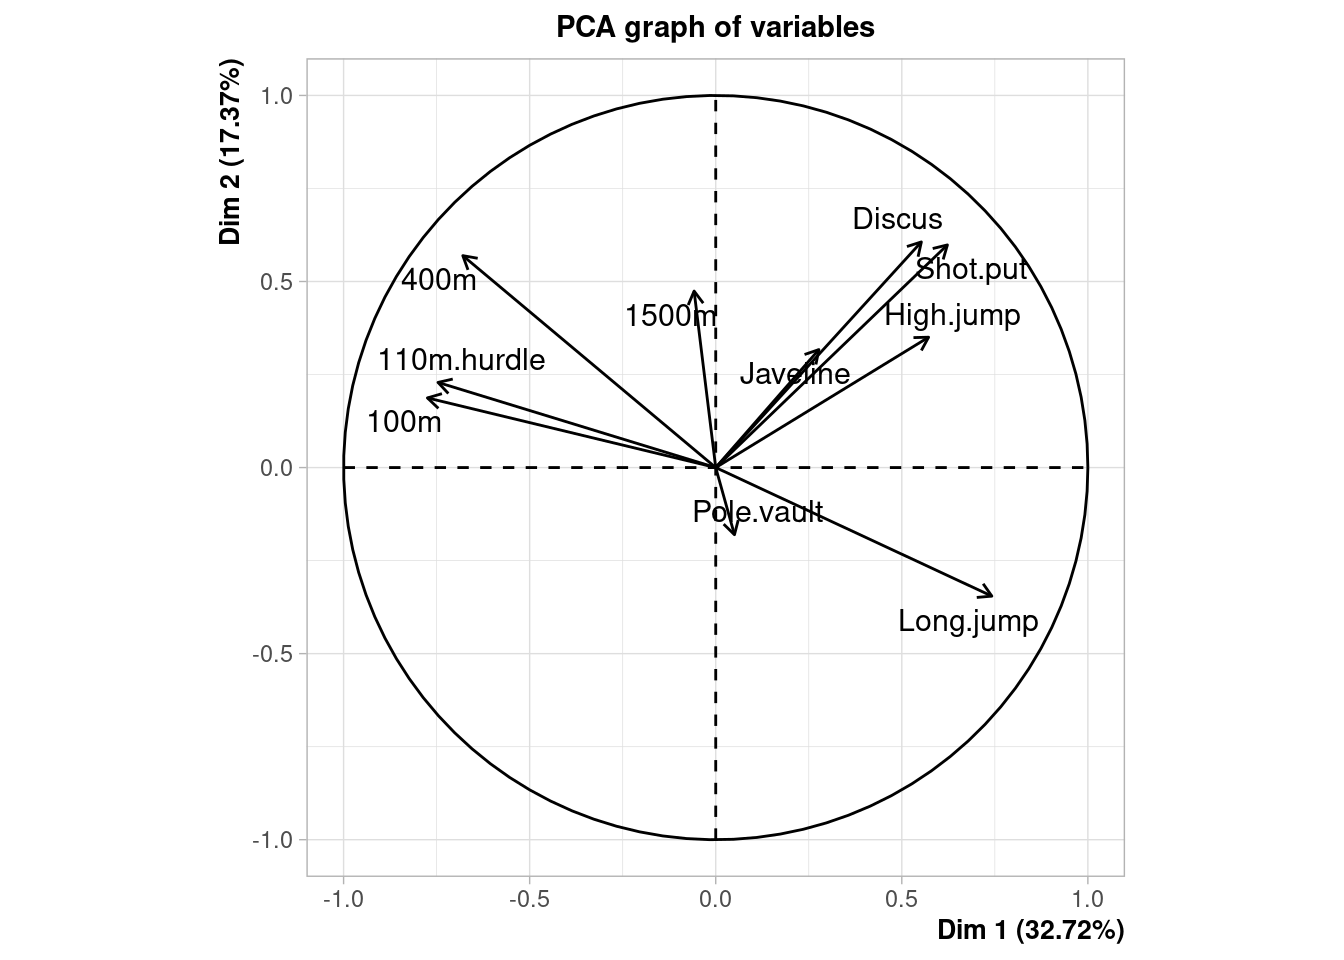 PCA graph of variables
Dim 2 (17.37%)
1.0
0.5
0.0
-0.5
-1.0
Discus
Shot.put
400m
1500m
High.jump
110m.hurdle
Javeline
100m
Pole.vault
Long.jump
-1.0
-0.5
0.0
0.5
1.0
Dim 1 (32.72%)